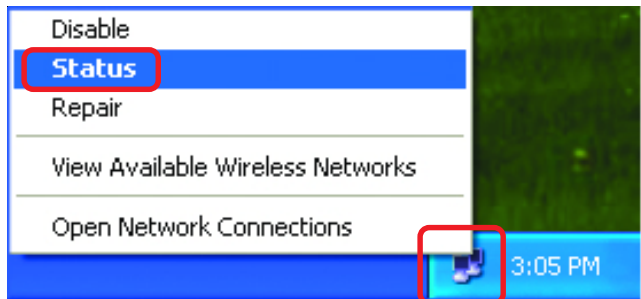 Disable
Status
Repair
View Available Wireless Networks
Open Network Connections
3:05 PM